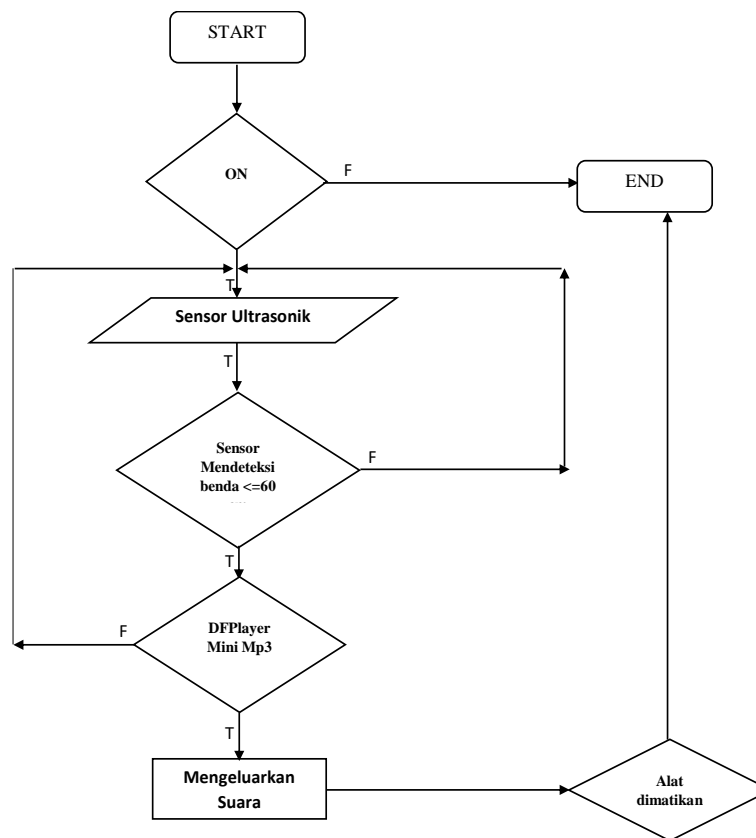 START
ON
F
END
T
Sensor Ultrasonik
T
Sensor
Mendeteksi
benda <=60
F
T
DFPlayer
Mini Mp3
F
T
Mengeluarkan
Suara
Alat
dimatikan